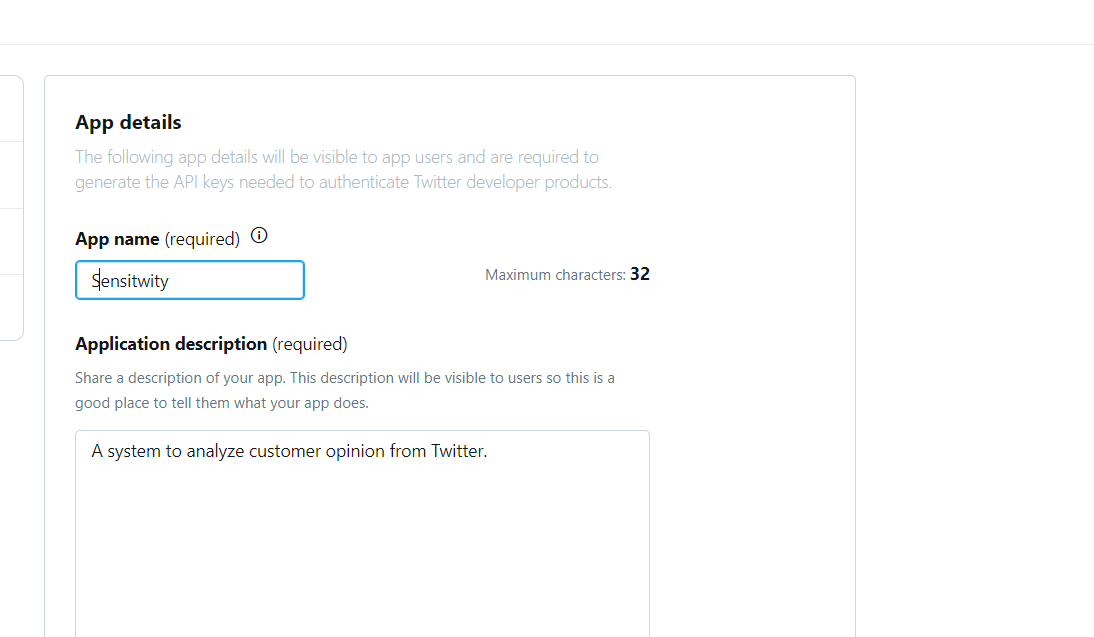 App details
The following app details will be visible to app users and are required to
generate the API keys needed to authenticate Twitter developer products.
App name (required)
Sensitwity
Maximum characters: 32
Application description (required)
Share a description of your app. This description will be visible to users so this is a
good place to tell them what your app does.
A system to analyze customer opinion from Twitter.